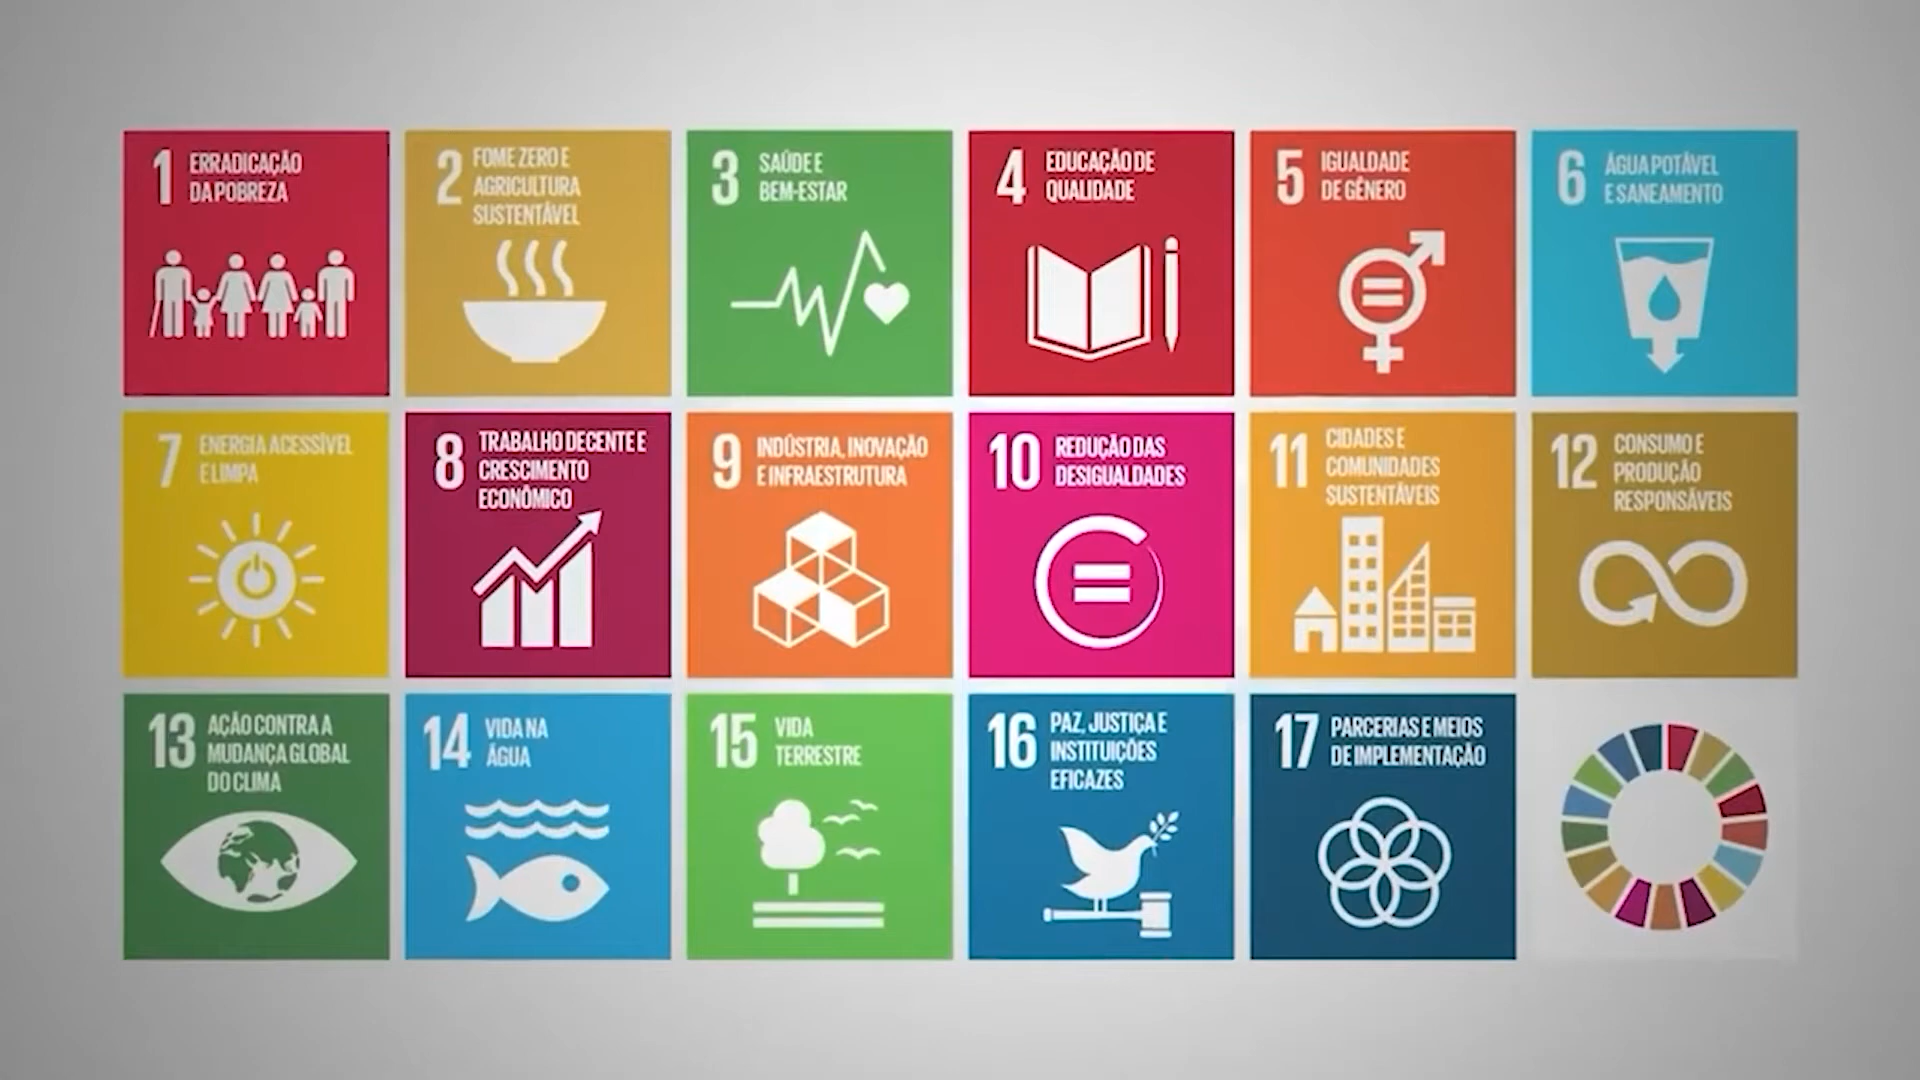 1 ERRADICAÇÃO
DA POBREZA
2 FOME ZERO E
AGRICULTURA
SUSTENTÁVEL
3 SAÚDE E
BEM-ESTAR
4 EDUCAÇÃO DE
QUALIDADE
5 IGUALDADE
DE GÊNERO
6 ÁGUA POTÁVEL
E SANEAMENTO
7 ENERGIA ACESSÍVEL
E LIMPA
8 TRABALHO DECENTE E
CRESCIMENTO
ECONÔMICO
9 INDÚSTRIA, INOVAÇÃO
E INFRAESTRUTURA
10 REDUÇÃO DAS
DESIGUALDADES
11 CIDADES E
COMUNIDADES
SUSTENTÁVEIS
12 CONSUMO E
PRODUÇÃO
RESPONSÁVEIS
13 AÇÃO CONTRA A
MUDANÇA GLOBAL
DO CLIMA
14 VIDA NA
ÁGUA
15 VIDA
TERRESTRE
16 PAZ, JUSTIÇA E
INSTITUIÇÕES
EFICAZES
17 PARCERIAS E MEIOS
DE IMPLEMENTAÇÃO